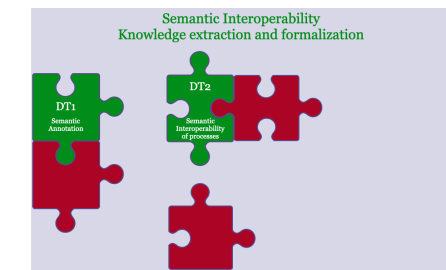 Semantic Interoperability
Knowledge extraction and formalization
DT1
Semantic
Annotation
DT2
Semantic
Interoperability
of processes